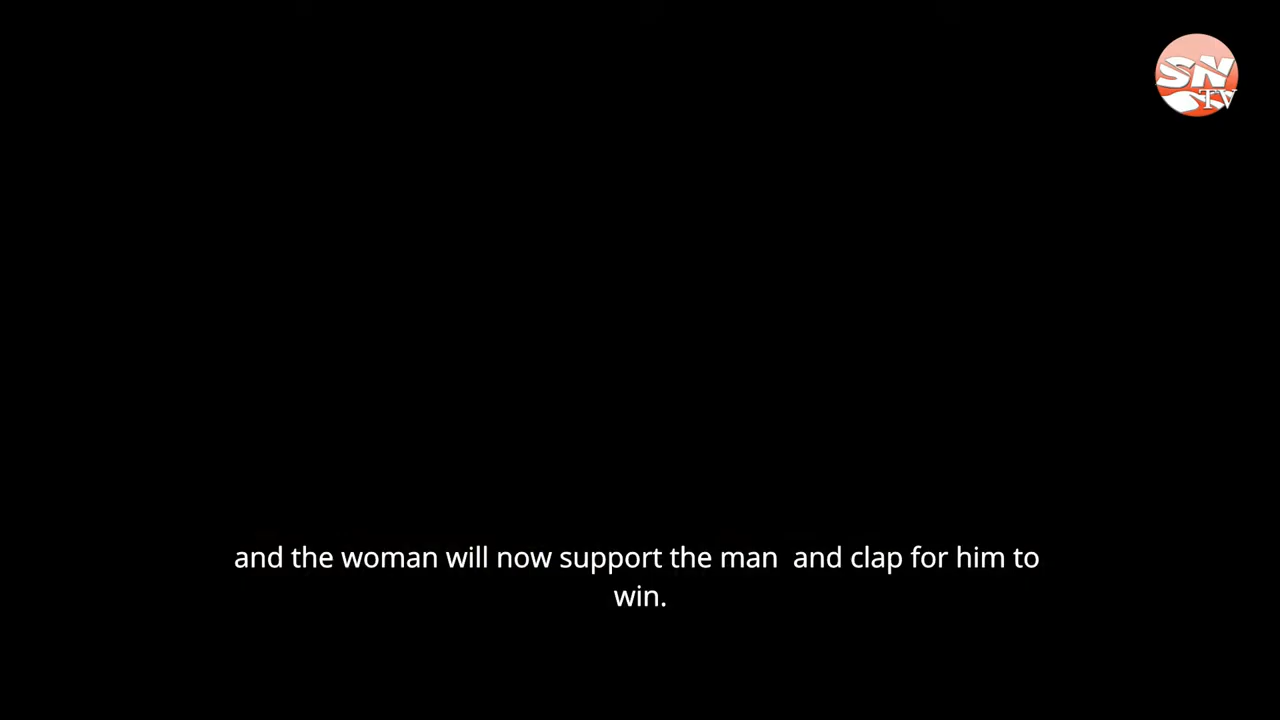 SN
TV
and the woman will now support the man  and clap for him to
win.